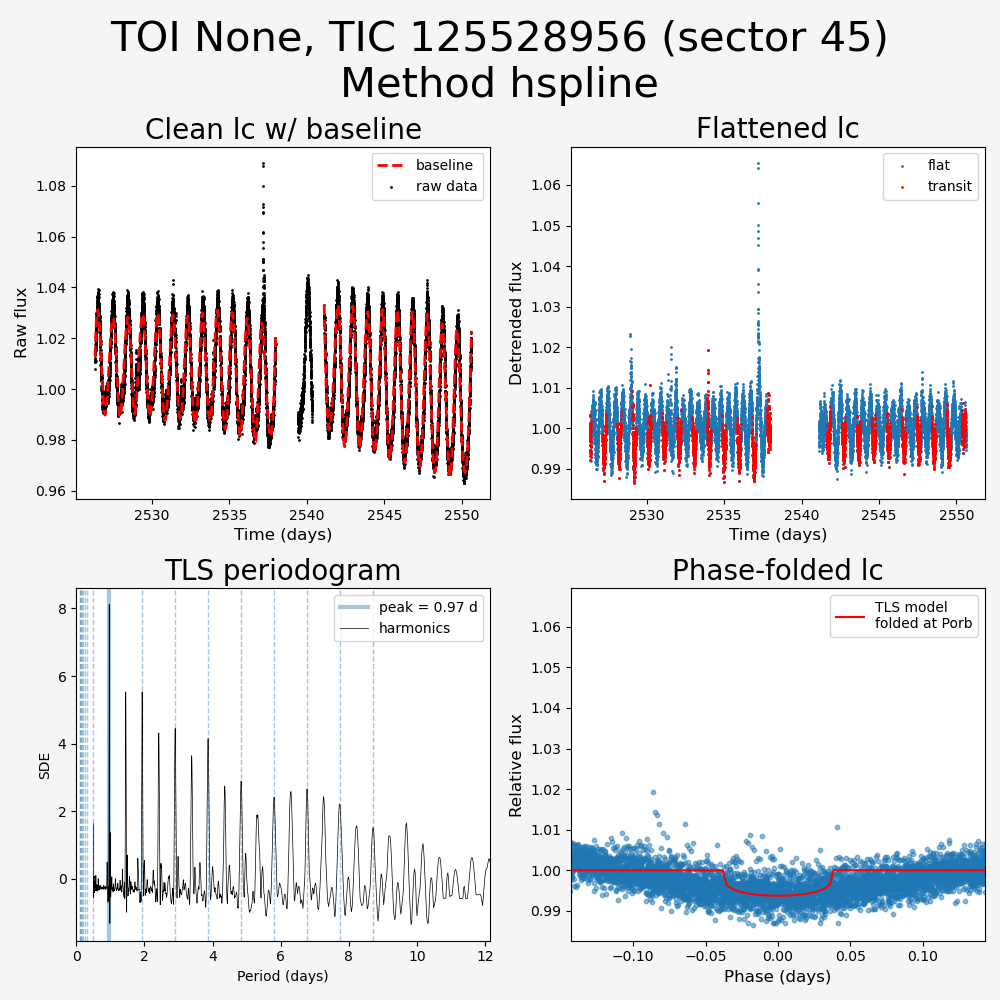 TOI None, TIC 125528956 (sector 45)
Method hspline
Clean lc w/ baseline
baseline
raw data
1.08
1.06
1.04
1.02
1.00
0.98
0.96
Raw flux
2530
2535
2540
2545
2550
Time (days)
Flattened lc
flat
transit
1.06
1.05
1.04
1.03
1.02
1.01
1.00
0.99
Detrended flux
2530
2535
2540
2545
2550
Time (days)
TLS periodogram
peak = 0.97 d
harmonics
8
6
4
2
0
SDE
0
2
4
6
8
10
12
Period (days)
Phase-folded lc
TLS model
folded at Porb
1.06
1.05
1.04
1.03
1.02
1.01
1.00
0.99
Relative flux
−0.10
−0.05
0.00
0.05
0.10
Phase (days)